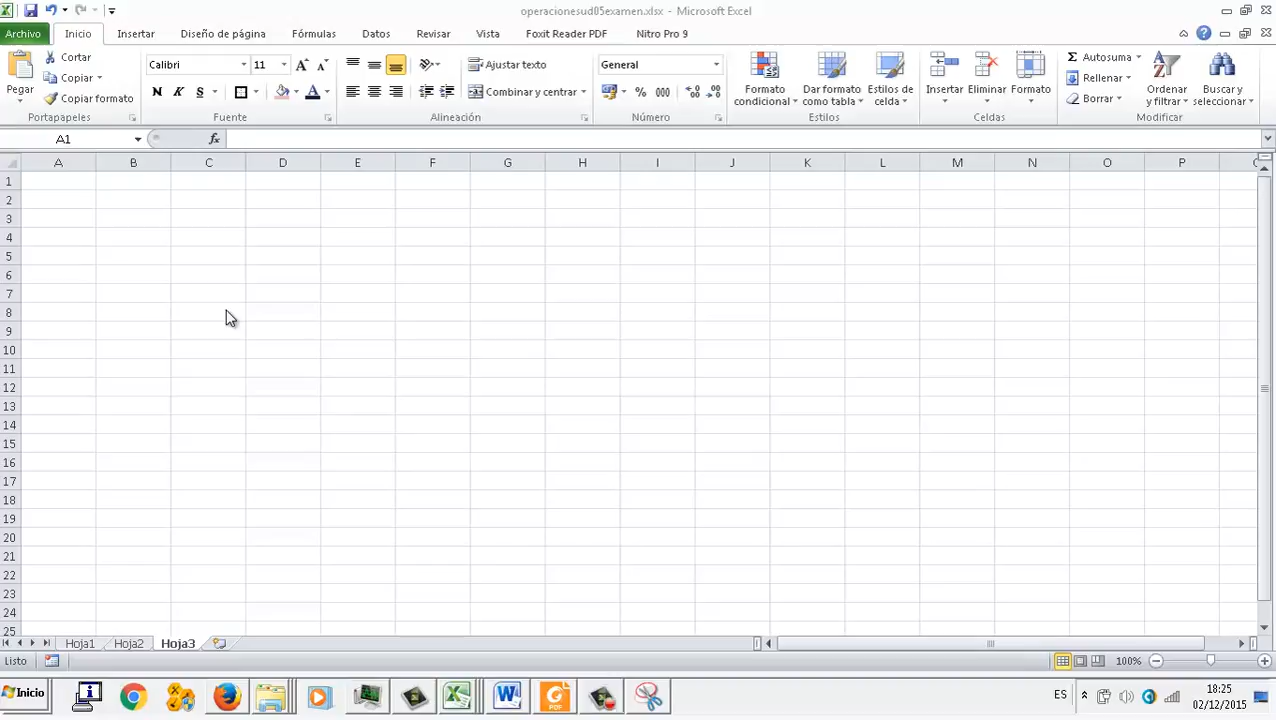 operacionesud05examen.xlsx - Microsoft Excel
Archivo Inicio Insertar Diseño de página Fórmulas Datos Revisar Vista Foxit Reader PDF Nitro Pro 9
Pegar
Cortar
Copiar
Copiar formato
Portapapeles
Calibri 11
N K S A
Fuente
Ajustar texto
Combinar y centrar
Alineación
General
% 000
Número
Formato condicional
Dar formato como tabla
Estilos de celda
Estilos
Insertar Eliminar Formato
Celdas
Autosuma
Rellenar
Borrar
Ordenar y filtrar
Buscar y seleccionar
Modificar
A1 fx
A B C D E F G H I J K L M N O P
1
2
3
4
5
6
7
8
9
10
11
12
13
14
15
16
17
18
19
20
21
22
23
24
25
Hoja1 Hoja2 Hoja3
Listo 100%
Inicio ES 18:25
02/12/2015